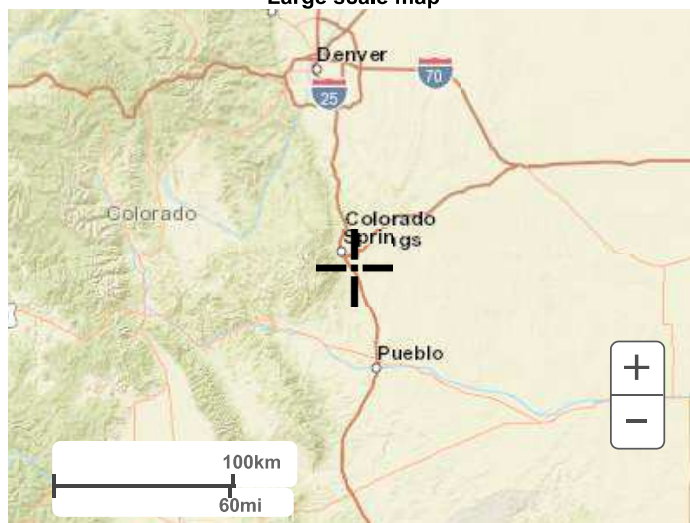 Large-scale map
Denver
70
25
Colorado
Colorado
Springs
Pueblo
+
−
100km
60mi